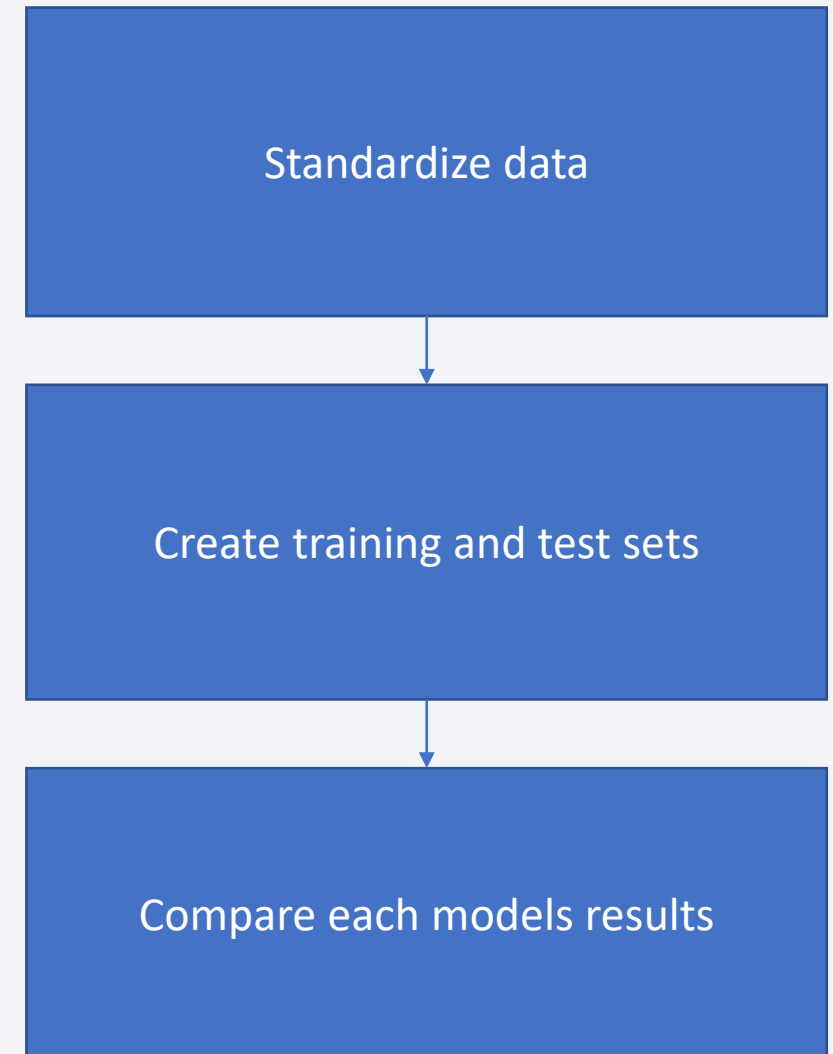 Standardize data
Create training and test sets
Compare each models results